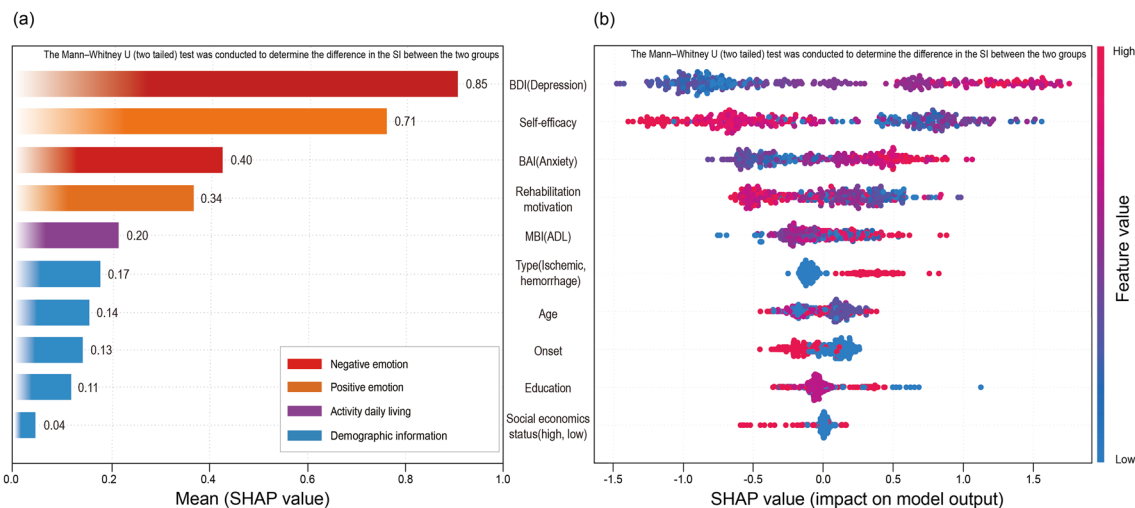 (a)
The Mann–Whitney U (two tailed) test was conducted to determine the difference in the SI between the two groups
0.85
0.71
0.40
0.34
0.20
0.17
0.14
0.13
0.11
0.04
Negative emotion
Positive emotion
Activity daily living
Demographic information
0.0
0.2
0.4
0.6
0.8
1.0
Mean (SHAP value)
BDI(Depression)
Self-efficacy
BAI(Anxiety)
Rehabilitation
motivation
MBI(ADL)
Type(Ischemic,
hemorrhage)
Age
Onset
Education
Social economics
status(high, low)
(b)
The Mann–Whitney U (two tailed) test was conducted to determine the difference in the SI between the two groups
-1.5
-1.0
-0.5
0.0
0.5
1.0
1.5
SHAP value (impact on model output)
High
Feature value
Low